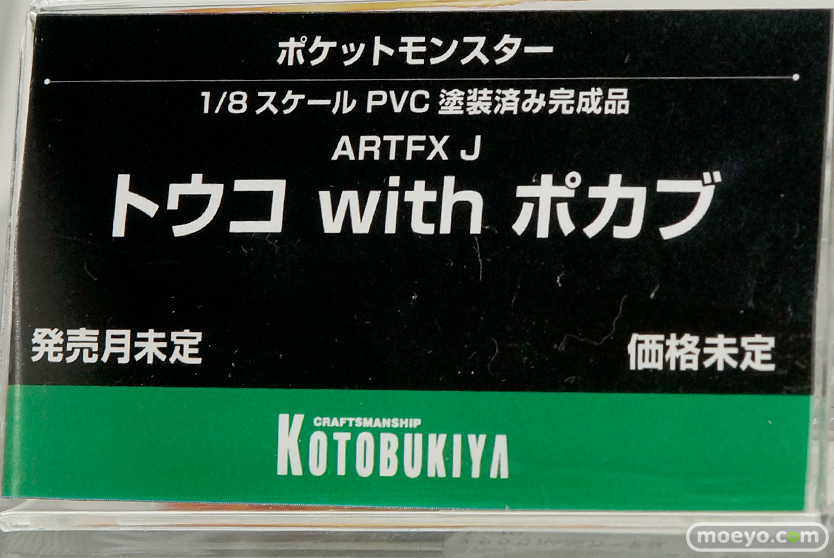 ポケットモンスター
1/8 スケール PVC 塗装済み完成品
ARTFX J
トウコ with ポカブ
発売月未定 価格未定
CRAFTSMANSHIP
KOTOBUKIYA
moeyo.com